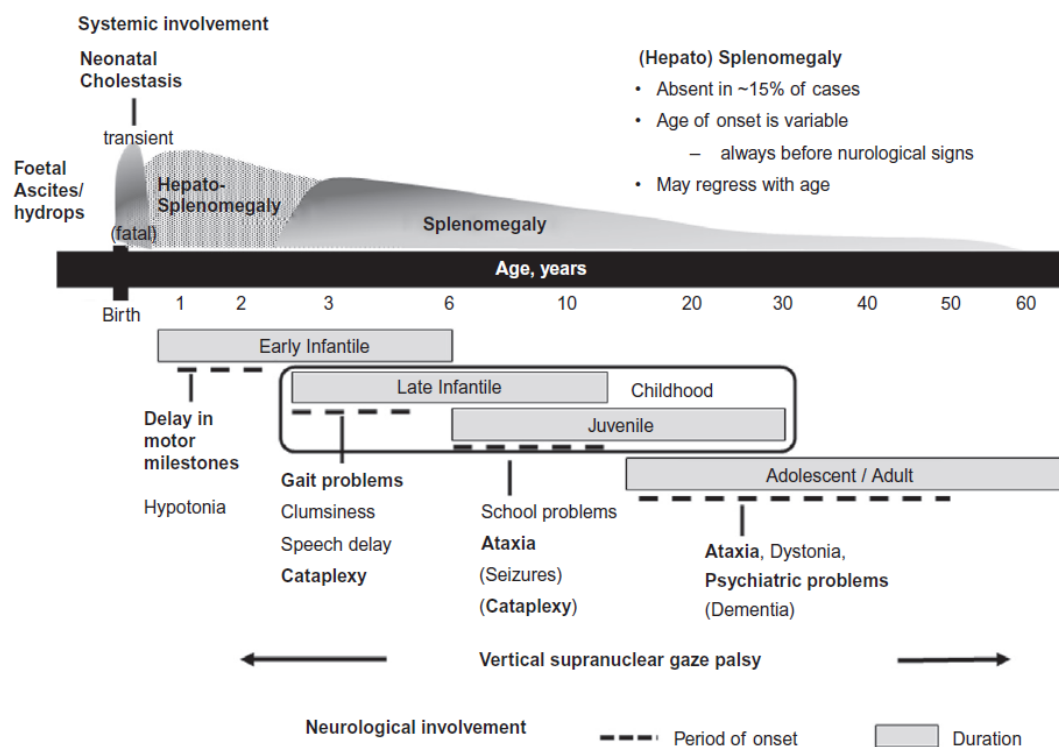 Systemic involvement
Neonatal
Cholestasis
transient
Foetal
Ascites/
hydrops
(fatal)
Hepato-
Splenomegaly
Splenomegaly
(Hepato) Splenomegaly
• Absent in ~15% of cases
• Age of onset is variable
– always before nurological signs
• May regress with age
Age, years
Birth
1 2 3 6 10 20 30 40 50 60
Early Infantile
Late Infantile
Childhood
Juvenile
Adolescent / Adult
Delay in
motor
milestones
Hypotonia
Gait problems
Clumsiness
Speech delay
Cataplexy
School problems
Ataxia
(Seizures)
(Cataplexy)
Ataxia, Dystonia,
Psychiatric problems
(Dementia)
Vertical supranuclear gaze palsy
Neurological involvement
Period of onset
Duration